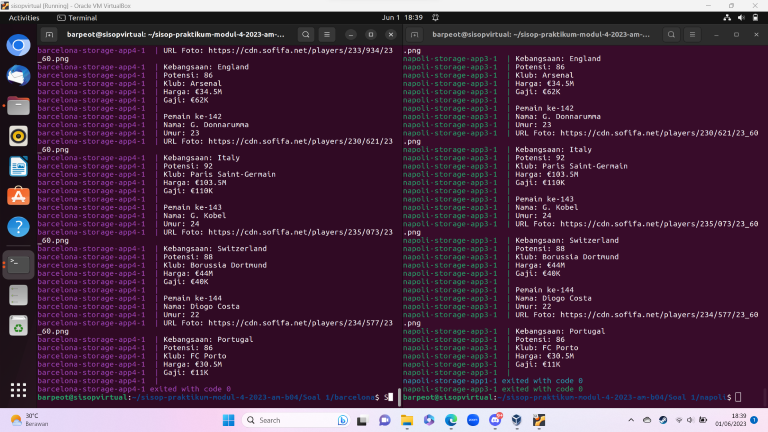 sisopvirtual [Running] - Oracle VM VirtualBox
Activities
Terminal
Jun 1 18:39
barpeot@sisopvirtual: ~/sisop-praktikum-modul-4-2023-am-...
barcelona-storage-app4-1 | URL Foto: https://cdn.sofifa.net/players/233/934/23
_60.png
barcelona-storage-app4-1 | Kebangsaan: England
barcelona-storage-app4-1 | Potensi: 86
barcelona-storage-app4-1 | Klub: Arsenal
barcelona-storage-app4-1 | Harga: €34.5M
barcelona-storage-app4-1 | Gaji: €62K
barcelona-storage-app4-1 |
barcelona-storage-app4-1 | Pemain ke-142
barcelona-storage-app4-1 | Nama: G. Donnarumma
barcelona-storage-app4-1 | Umur: 23
barcelona-storage-app4-1 | URL Foto: https://cdn.sofifa.net/players/230/621/23
_60.png
barcelona-storage-app4-1 | Kebangsaan: Italy
barcelona-storage-app4-1 | Potensi: 92
barcelona-storage-app4-1 | Klub: Paris Saint-Germain
barcelona-storage-app4-1 | Harga: €103.5M
barcelona-storage-app4-1 | Gaji: €110K
barcelona-storage-app4-1 |
barcelona-storage-app4-1 | Pemain ke-143
barcelona-storage-app4-1 | Nama: G. Kobel
barcelona-storage-app4-1 | Umur: 24
barcelona-storage-app4-1 | URL Foto: https://cdn.sofifa.net/players/235/073/23
_60.png
barcelona-storage-app4-1 | Kebangsaan: Switzerland
barcelona-storage-app4-1 | Potensi: 88
barcelona-storage-app4-1 | Klub: Borussia Dortmund
barcelona-storage-app4-1 | Harga: €44M
barcelona-storage-app4-1 | Gaji: €40K
barcelona-storage-app4-1 |
barcelona-storage-app4-1 | Pemain ke-144
barcelona-storage-app4-1 | Nama: Diogo Costa
barcelona-storage-app4-1 | Umur: 22
barcelona-storage-app4-1 | URL Foto: https://cdn.sofifa.net/players/234/577/23
_60.png
barcelona-storage-app4-1 | Kebangsaan: Portugal
barcelona-storage-app4-1 | Potensi: 86
barcelona-storage-app4-1 | Klub: FC Porto
barcelona-storage-app4-1 | Harga: €30.5M
barcelona-storage-app4-1 | Gaji: €11K
barcelona-storage-app4-1 |
barcelona-storage-app4-1 exited with code 0
barpeot@sisopvirtual:~/sisop-praktikum-modul-4-2023-am-b04/Soal 1/barcelona$ S
barpeot@sisopvirtual: ~/sisop-praktikum-modul-4-2023-am-...
.png
napoli-storage-app3-1 | Kebangsaan: England
napoli-storage-app3-1 | Potensi: 86
napoli-storage-app3-1 | Klub: Arsenal
napoli-storage-app3-1 | Harga: €34.5M
napoli-storage-app3-1 | Gaji: €62K
napoli-storage-app3-1 |
napoli-storage-app3-1 | Pemain ke-142
napoli-storage-app3-1 | Nama: G. Donnarumma
napoli-storage-app3-1 | Umur: 23
napoli-storage-app3-1 | URL Foto: https://cdn.sofifa.net/players/230/621/23_60
.png
napoli-storage-app3-1 | Kebangsaan: Italy
napoli-storage-app3-1 | Potensi: 92
napoli-storage-app3-1 | Klub: Paris Saint-Germain
napoli-storage-app3-1 | Harga: €103.5M
napoli-storage-app3-1 | Gaji: €110K
napoli-storage-app3-1 |
napoli-storage-app3-1 | Pemain ke-143
napoli-storage-app3-1 | Nama: G. Kobel
napoli-storage-app3-1 | Umur: 24
napoli-storage-app3-1 | URL Foto: https://cdn.sofifa.net/players/235/073/23_60
.png
napoli-storage-app3-1 | Kebangsaan: Switzerland
napoli-storage-app3-1 | Potensi: 88
napoli-storage-app3-1 | Klub: Borussia Dortmund
napoli-storage-app3-1 | Harga: €44M
napoli-storage-app3-1 | Gaji: €40K
napoli-storage-app3-1 |
napoli-storage-app3-1 | Pemain ke-144
napoli-storage-app3-1 | Nama: Diogo Costa
napoli-storage-app3-1 | Umur: 22
napoli-storage-app3-1 | URL Foto: https://cdn.sofifa.net/players/234/577/23_60
.png
napoli-storage-app3-1 | Kebangsaan: Portugal
napoli-storage-app3-1 | Potensi: 86
napoli-storage-app3-1 | Klub: FC Porto
napoli-storage-app3-1 | Harga: €30.5M
napoli-storage-app3-1 | Gaji: €11K
napoli-storage-app3-1 |
napoli-storage-app1-1 exited with code 0
napoli-storage-app3-1 exited with code 0
barpeot@sisopvirtual:~/sisop-praktikum-modul-4-2023-am-b04/Soal 1/napoli$
30°C
Berawan
Search
18:39
01/06/2023